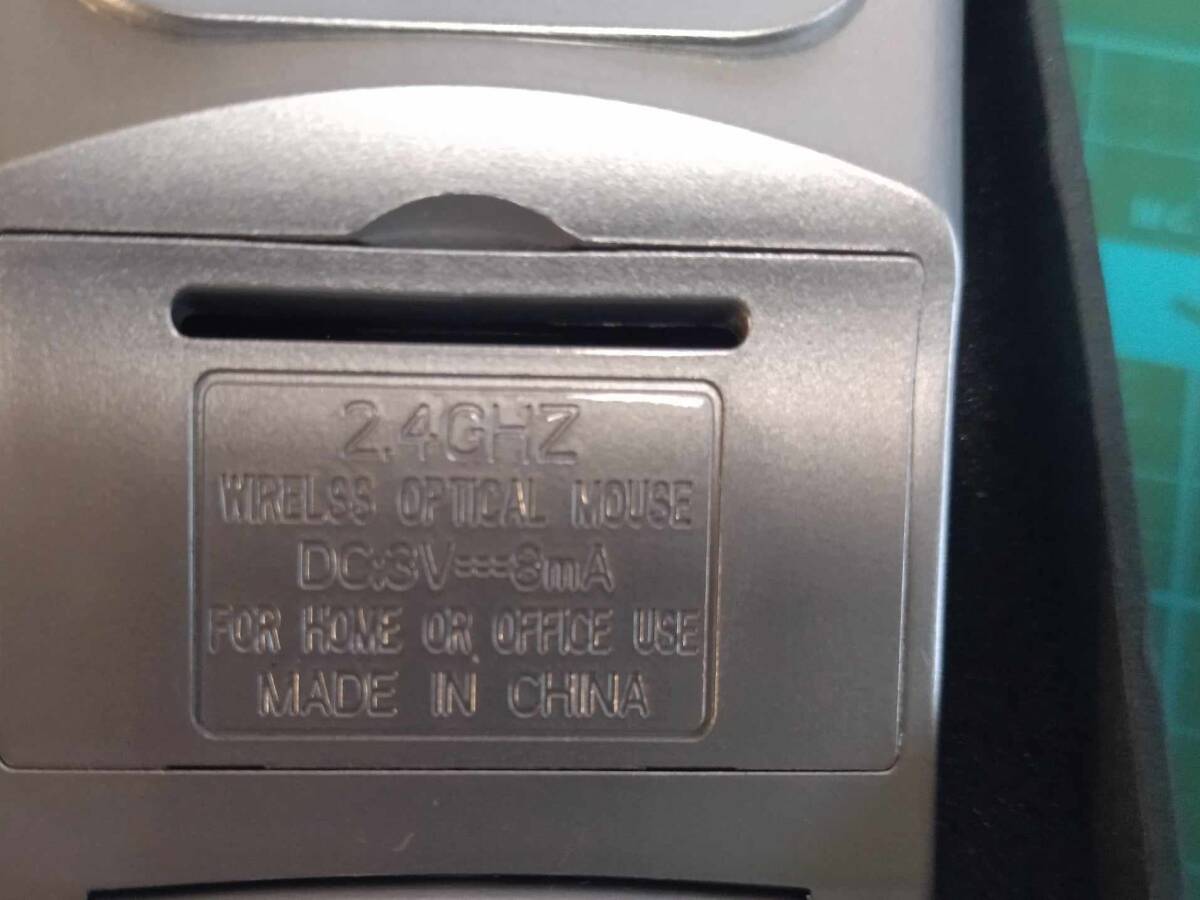 2.4GHZ
WIRELSS OPTICAL MOUSE
DC:3V⎓8mA
FOR HOME OR OFFICE USE
MADE IN CHINA